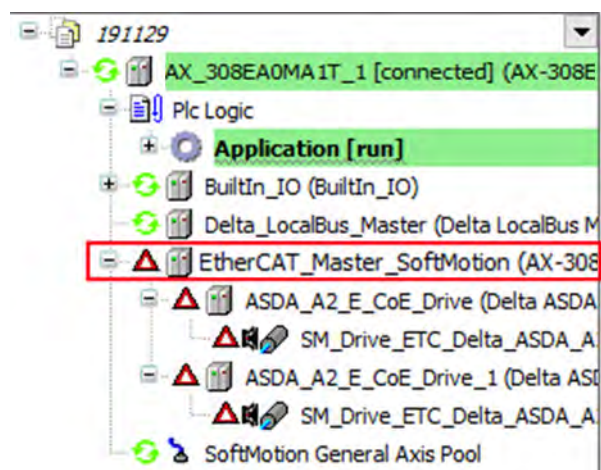 191129
AX_308EA0MA1T_1 [connected] (AX-308E
Plc Logic
Application [run]
BuiltIn_IO (BuiltIn_IO)
Delta_LocalBus_Master (Delta LocalBus M
EtherCAT_Master_SoftMotion (AX-308
ASDA_A2_E_CoE_Drive (Delta ASDA
SM_Drive_ETC_Delta_ASDA_A
ASDA_A2_E_CoE_Drive_1 (Delta ASD
SM_Drive_ETC_Delta_ASDA_A
SoftMotion General Axis Pool